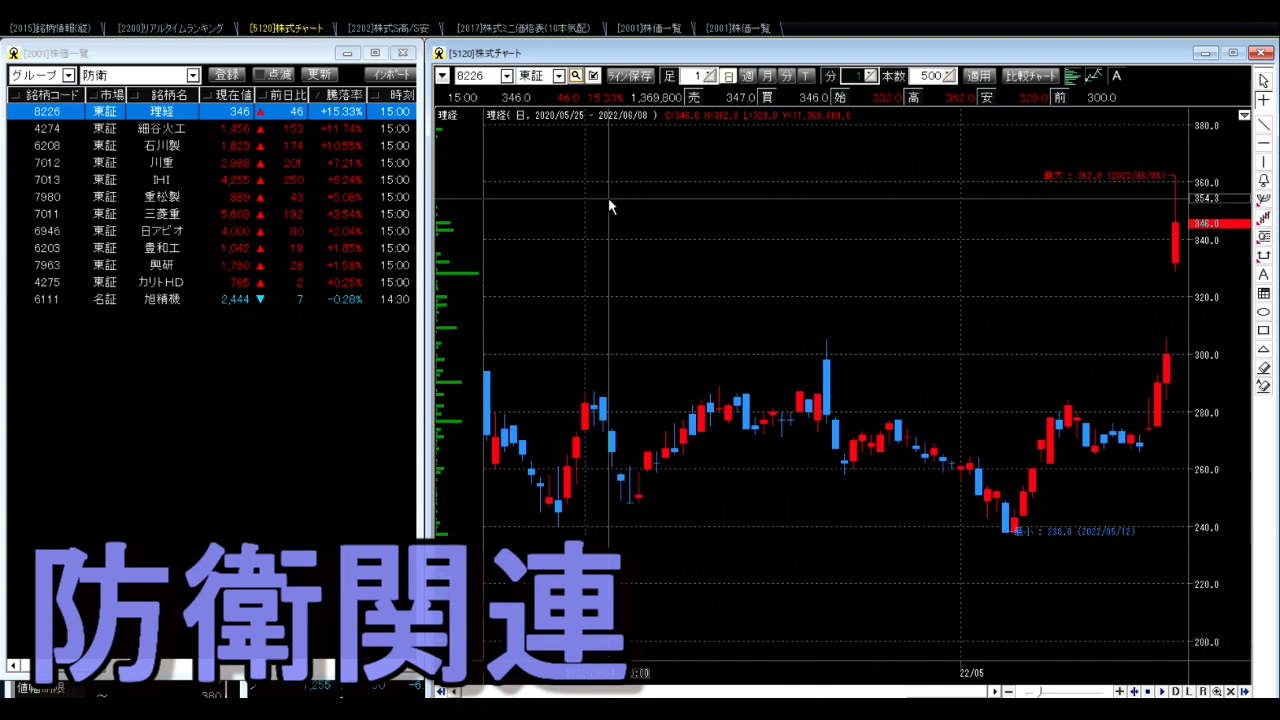 [2015]銘柄情報(縦) [2200]リアルタイムランキング [5120]株式チャート [2202]株式S高/S安 [2017]株式ミニ価格表(10本気配) [2001]株価一覧 [2001]株価一覧
[2001]株価一覧
グループ 防衛 登録 点滅 更新 インポート
銘柄コード 市場 銘柄名 現在値 前日比 騰落率 時刻
8226 東証 理経 346 ▲ 46 +15.33% 15:00
4274 東証 細谷火工 1,456 ▲ 153 +11.74% 15:00
6208 東証 石川製 1,823 ▲ 174 +10.55% 15:00
7012 東証 川重 2,988 ▲ 201 +7.21% 15:00
7013 東証 IHI 4,255 ▲ 250 +6.24% 15:00
7980 東証 重松製 889 ▲ 43 +5.08% 15:00
7011 東証 三菱重 5,603 ▲ 192 +3.54% 15:00
6946 東証 日アビオ 4,000 ▲ 80 +2.04% 15:00
6203 東証 豊和工 1,042 ▲ 19 +1.85% 15:00
7963 東証 興研 1,790 ▲ 28 +1.58% 15:00
4275 東証 カーリットHD 785 ▲ 2 +0.25% 15:00
6111 名証 旭精機 2,444 ▼ 7 -0.28% 14:30
[5120]株式チャート
8226 東証 ライン保存 足 1 日 週 月 分 T 分 1 本数 500 適用 比較チャート A
15:00 346.0 46.0 15.33% 1,369,800 売 347.0 買 346.0 始 332.0 高 362.0 安 329.0 前 300.0
理経 理経( 日, 2020/05/25 - 2022/06/08 ) C=346.0 H=362.0 L=329.0
380.0
最大 : 362.0 (2022/06/08)
360.0
354.3
346.0
340.0
320.0
300.0
280.0
260.0
240.0
最小 : 238.0 (2022/05/12)
220.0
200.0
22/05
防衛関連
380
1,255
D L R